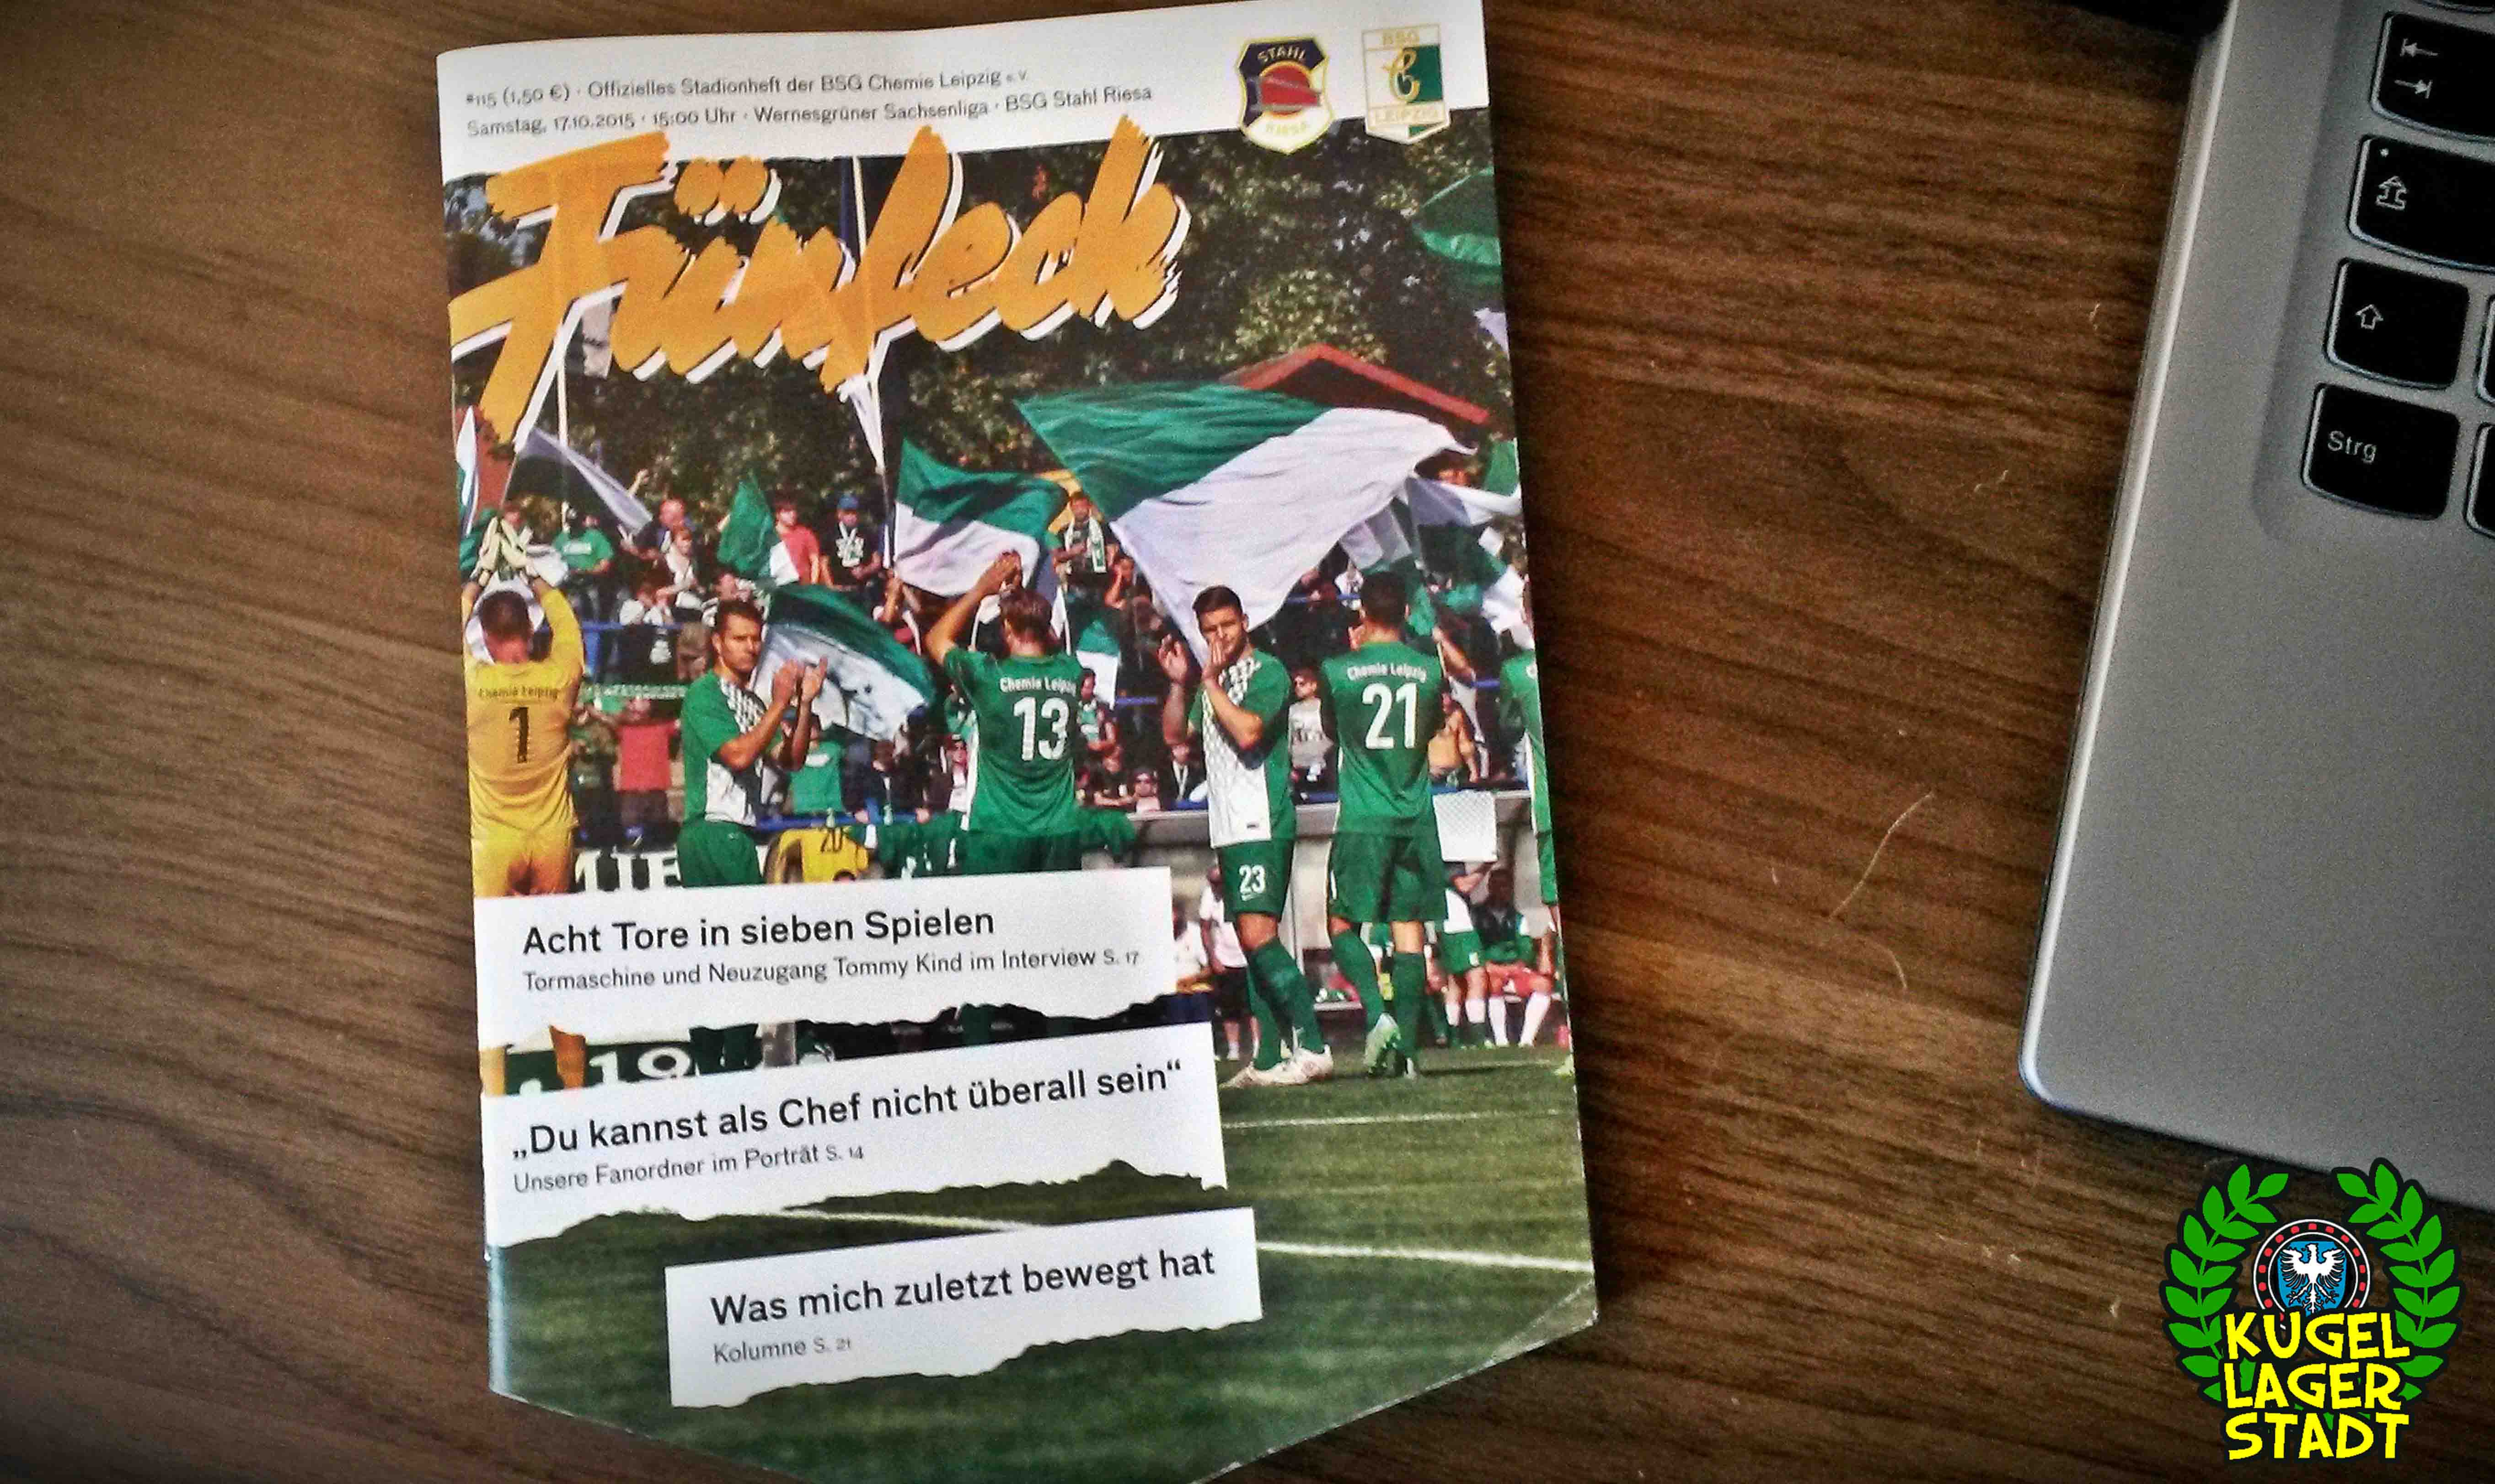 #115 (1,50 €) · Offizielles Stadionheft der BSG Chemie Leipzig e.V.
Samstag, 17.10.2015 · 15:00 Uhr · Wernesgrüner Sachsenliga · BSG Stahl Riesa
STAHL
RIESA
BSG
LEIPZIG
Fünfeck
Chemie Leipzig
1
Chemie Leipzig
13
Chemie Leipzig
21
23
20
Acht Tore in sieben Spielen
Tormaschine und Neuzugang Tommy Kind im Interview S. 17
19
„Du kannst als Chef nicht überall sein“
Unsere Fanordner im Porträt S. 14
Was mich zuletzt bewegt hat
Kolumne S. 21
Strg
KUGEL
LAGER
STADT